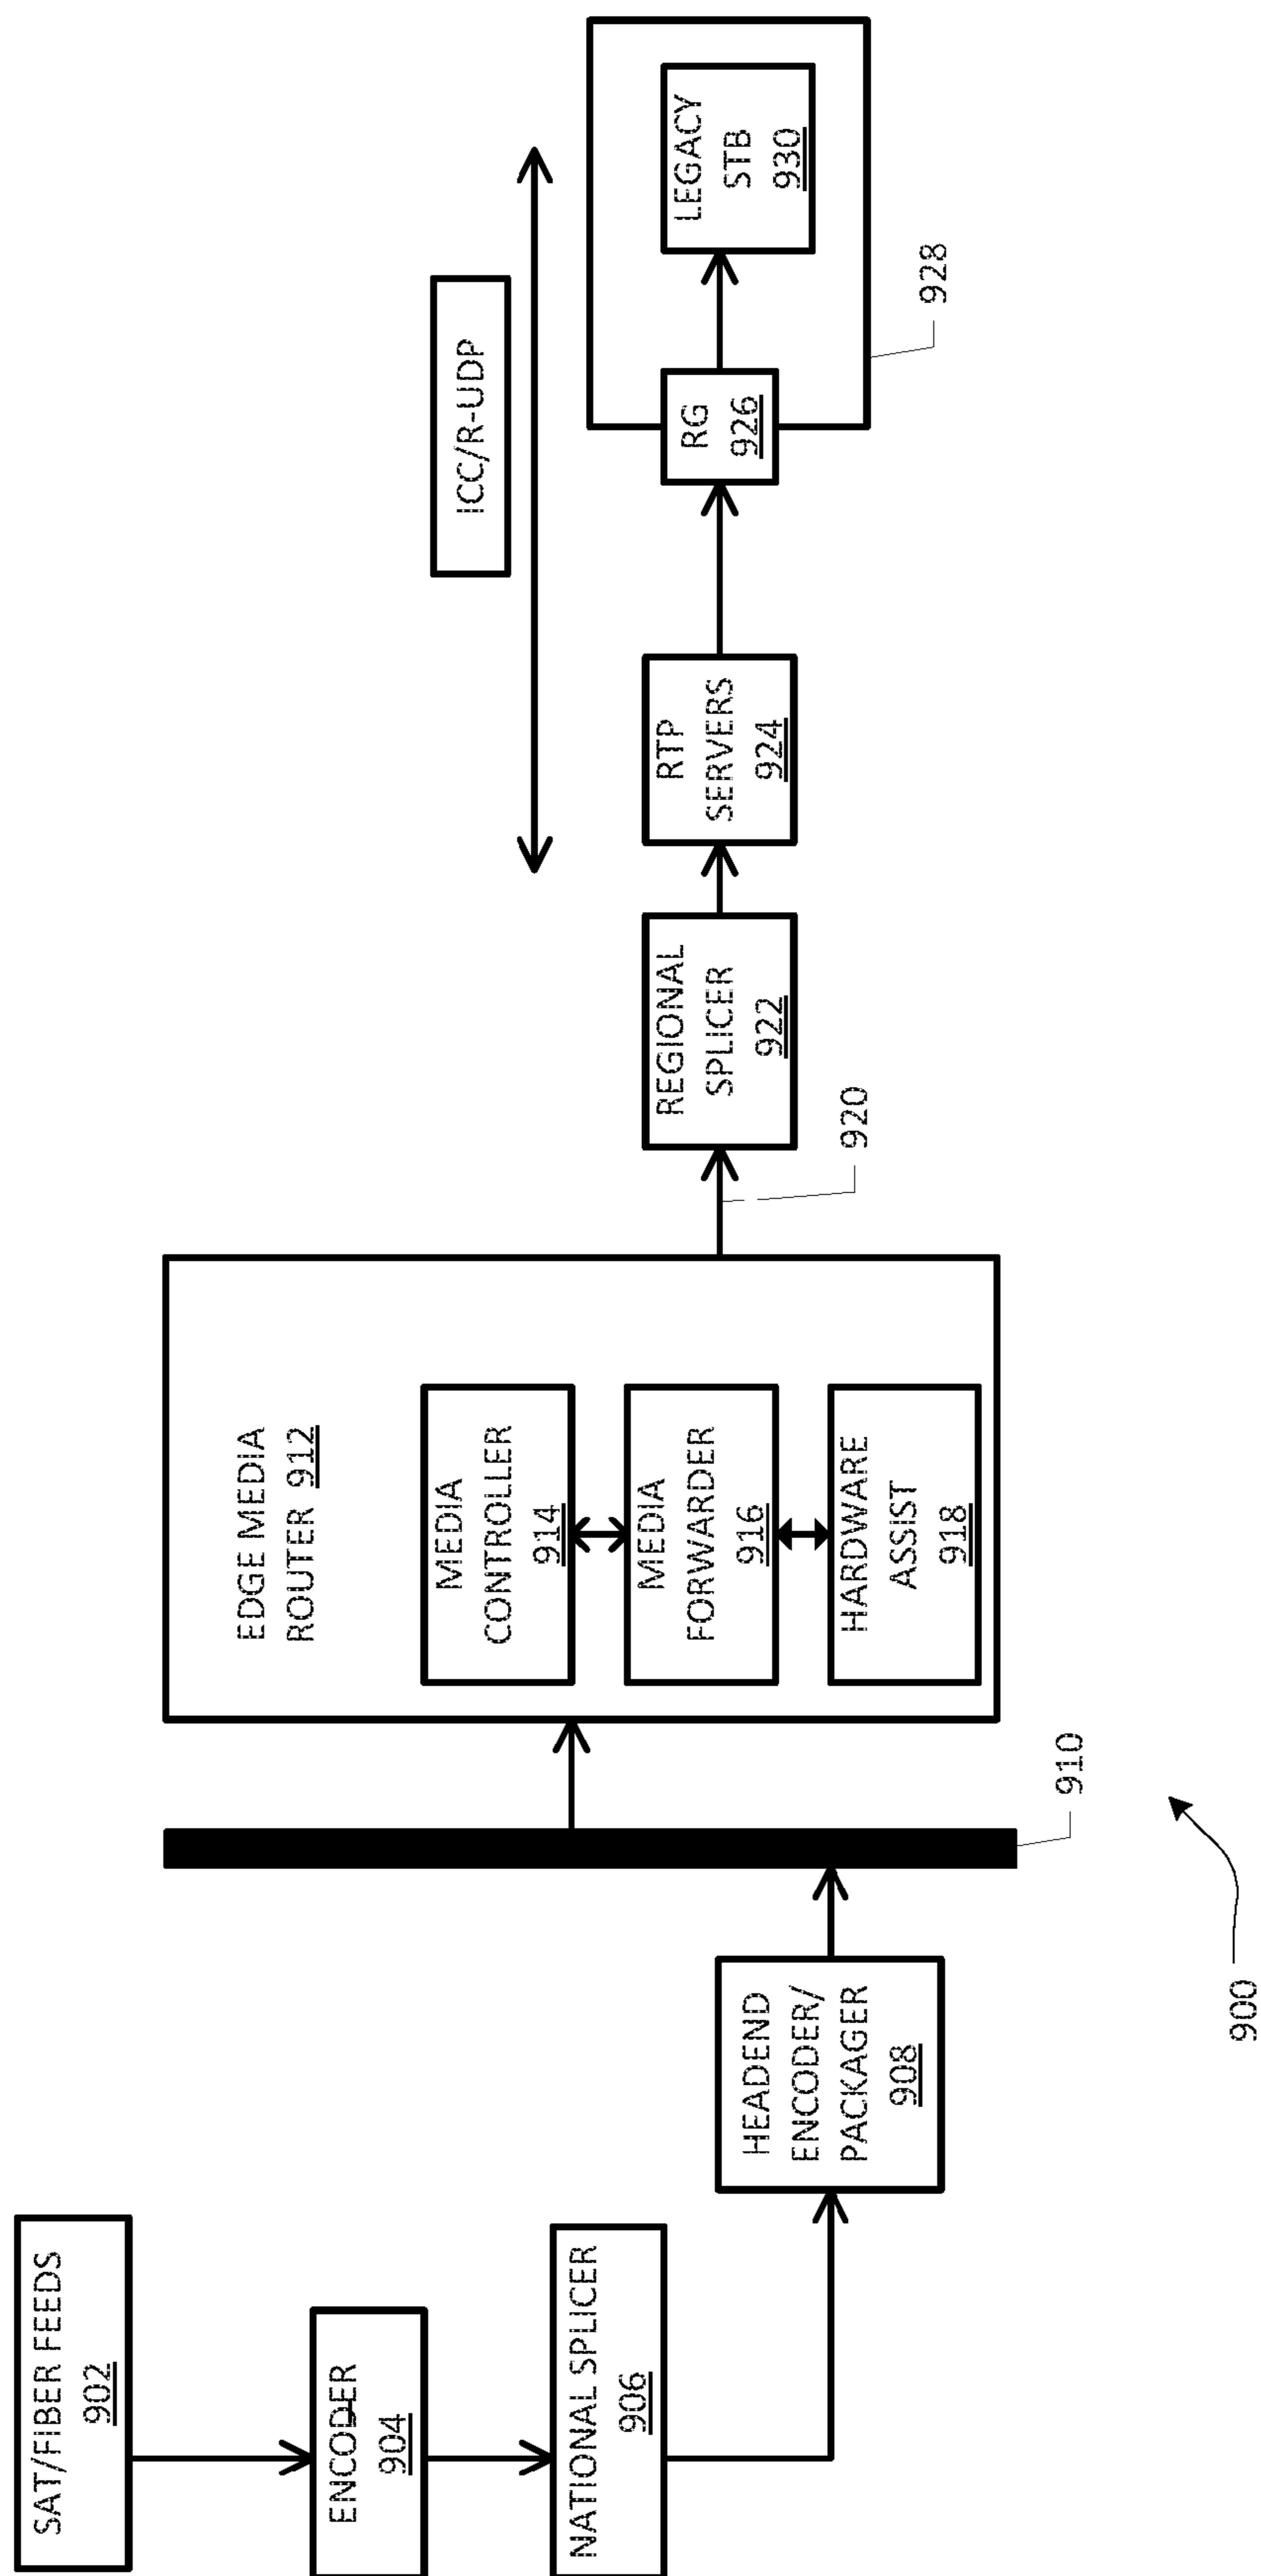 SAT/FIBER FEEDS
902
ENCODER
904
NATIONAL SPLICER
906
HEADEND
ENCODER/
PACKAGER
908
910
EDGE MEDIA
ROUTER 912
MEDIA
CONTROLLER
914
MEDIA
FORWARDER
916
HARDWARE
ASSIST
918
920
REGIONAL
SPLICER
922
RTP
SERVERS
924
ICC/R-UDP
RG
926
LEGACY
STB
930
928
900